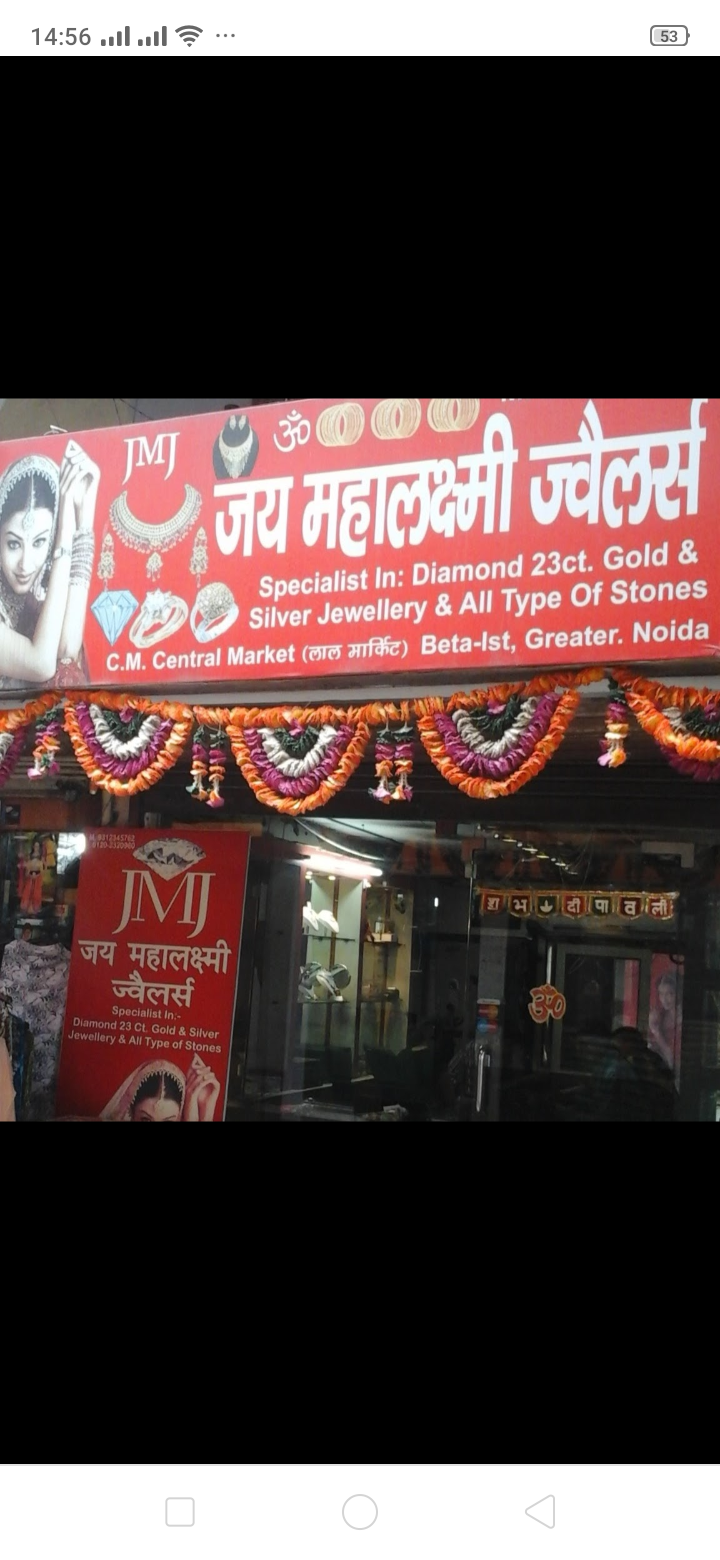 14:56
53
JMJ
ॐ
जय महालक्ष्मी ज्वैलर्स
Specialist In: Diamond 23ct. Gold &
Silver Jewellery & All Type Of Stones
C.M. Central Market (लाल मार्किट) Beta-Ist, Greater. Noida
JMJ
जय महालक्ष्मी
ज्वैलर्स
Specialist In:-
Diamond 23 Ct. Gold & Silver
Jewellery & All Type of Stones
शुभ दीपावली
ॐ